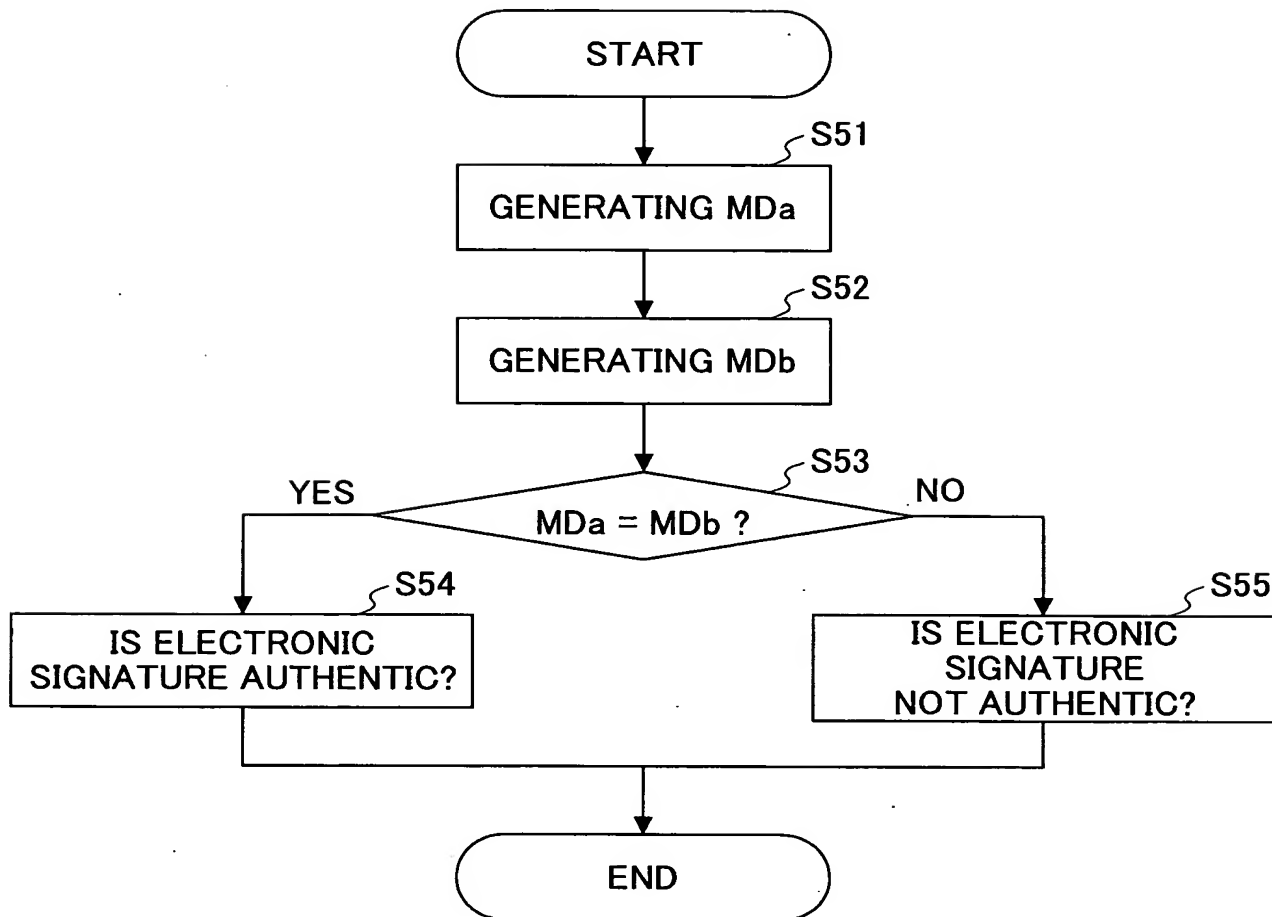 START
S51
GENERATING MDa
S52
GENERATING MDb
S53
YES
NO
MDa = MDb ?
S54
S55
IS ELECTRONIC
SIGNATURE AUTHENTIC?
IS ELECTRONIC
SIGNATURE
NOT AUTHENTIC?
END